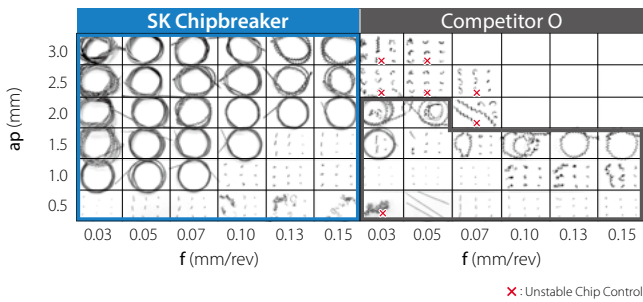 SK Chipbreaker Competitor O
ap (mm)
3.0
2.5
2.0
1.5
1.0
0.5
0.03 0.05 0.07 0.10 0.13 0.15 0.03 0.05 0.07 0.10 0.13 0.15
f (mm/rev) f (mm/rev)
× : Unstable Chip Control